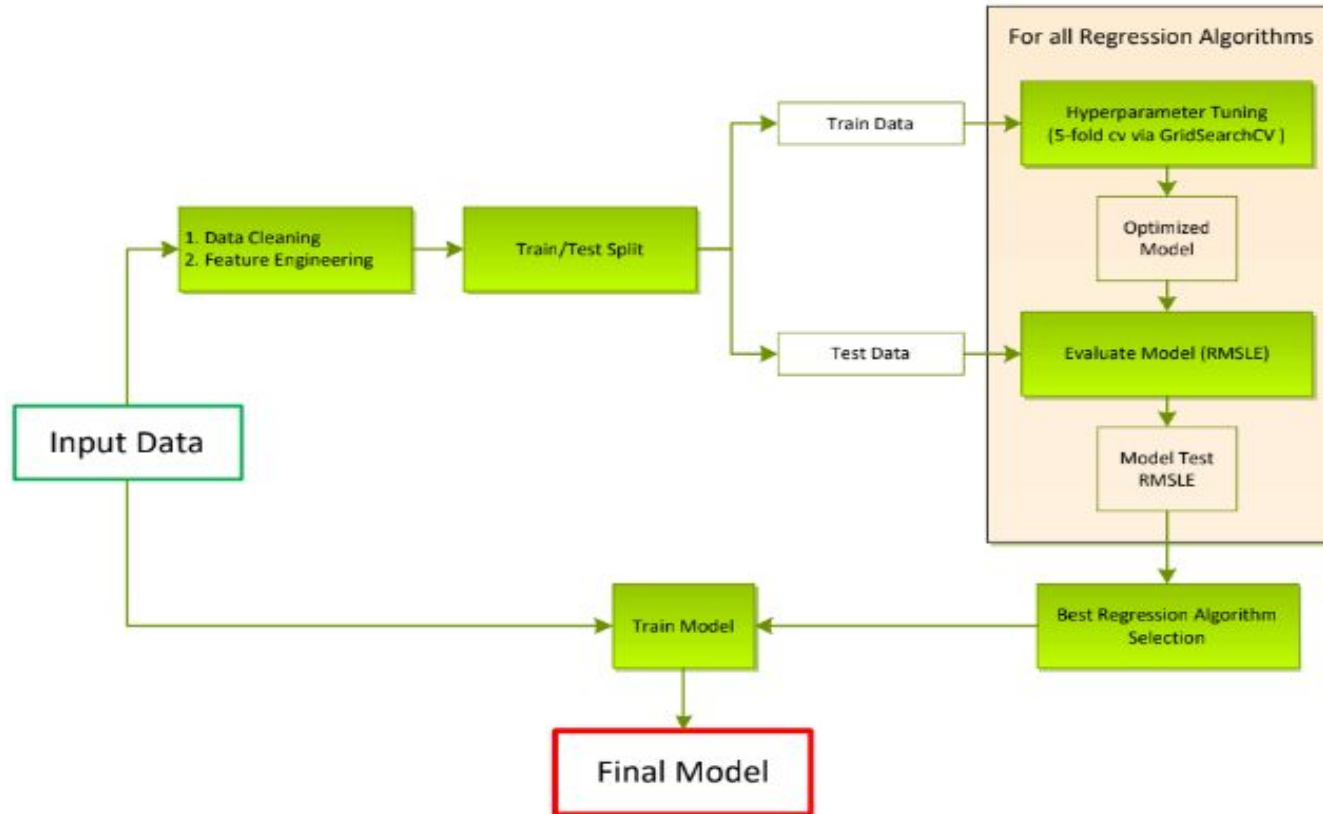 For all Regression Algorithms
Train Data
Hyperparameter Tuning
(5-fold cv via GridSearchCV )
1. Data Cleaning
2. Feature Engineering
Train/Test Split
Optimized
Model
Test Data
Evaluate Model (RMSLE)
Input Data
Model Test
RMSLE
Train Model
Best Regression Algorithm
Selection
Final Model